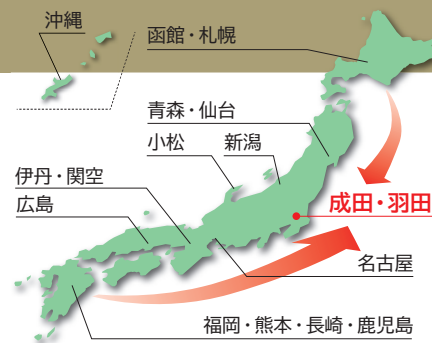 沖縄
函館・札幌
青森・仙台
小松
新潟
伊丹・関空
広島
成田・羽田
名古屋
福岡・熊本・長崎・鹿児島